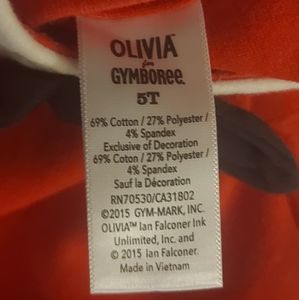 OLIVIA™
for
GYMBOREE.
5T
69% Cotton / 27% Polyester /
4% Spandex
Exclusive of Decoration
69% Cotton / 27% Polyester /
4% Spandex
Sauf la Décoration
RN70530/CA31802
©2015 GYM-MARK, INC.
OLIVIA™ Ian Falconer Ink
Unlimited, Inc. and
© 2015 Ian Falconer.
Made in Vietnam